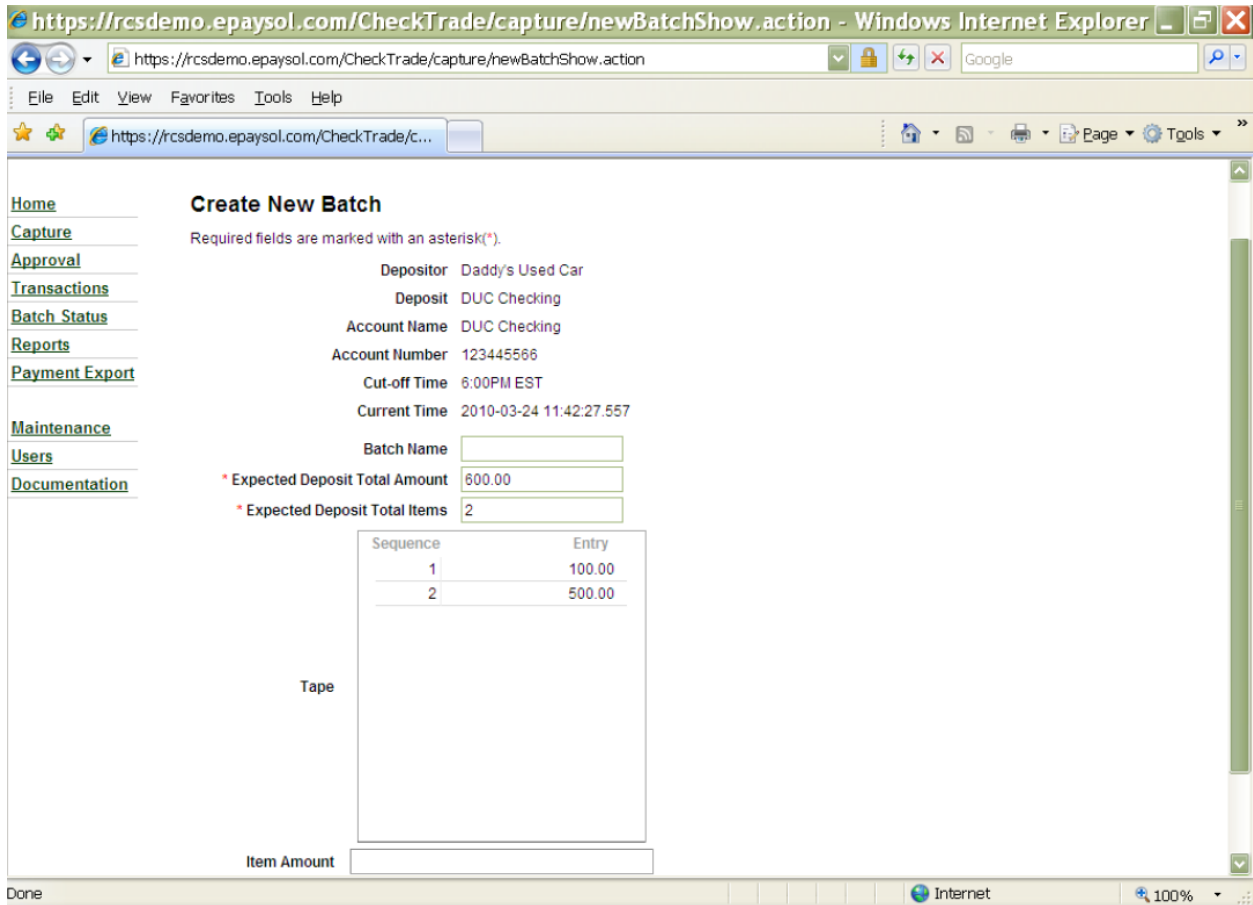 https://rcsdemo.epaysol.com/CheckTrade/capture/newBatchShow.action - Windows Internet Explorer
https://rcsdemo.epaysol.com/CheckTrade/capture/newBatchShow.action
Google
File Edit View Favorites Tools Help
https://rcsdemo.epaysol.com/CheckTrade/c...
Page Tools »
Home
Capture
Approval
Transactions
Batch Status
Reports
Payment Export
Maintenance
Users
Documentation
Create New Batch
Required fields are marked with an asterisk(*).
Depositor Daddy's Used Car
Deposit DUC Checking
Account Name DUC Checking
Account Number 123445566
Cut-off Time 6:00PM EST
Current Time 2010-03-24 11:42:27.557
Batch Name
* Expected Deposit Total Amount 600.00
* Expected Deposit Total Items 2
Sequence Entry
1 100.00
2 500.00
Tape
Item Amount
Done Internet 100%